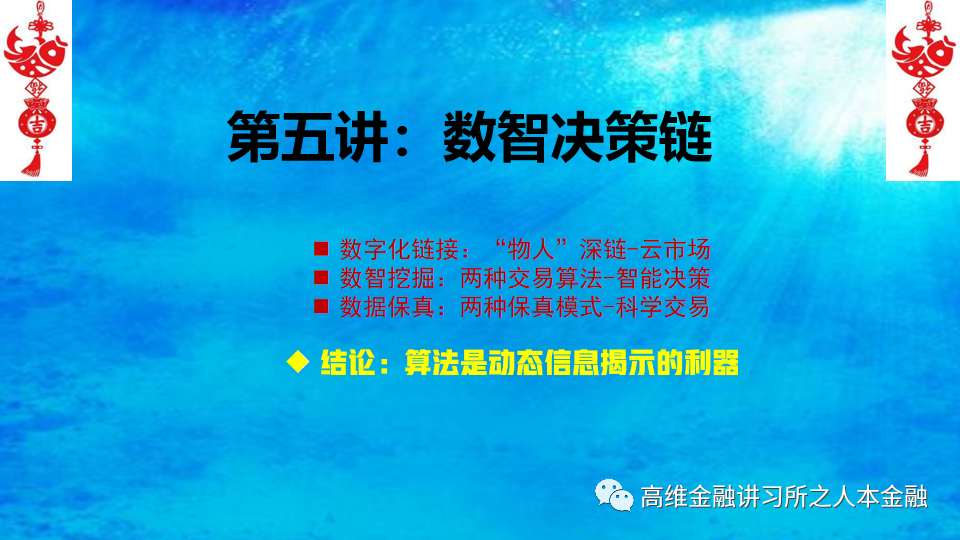 第五讲：数智决策链
吉
吉
■ 数字化链接：“物人”深链-云市场
■ 数智挖掘：两种交易算法-智能决策
■ 数据保真：两种保真模式-科学交易
◆ 结论：算法是动态信息揭示的利器
高维金融讲习所之人本金融